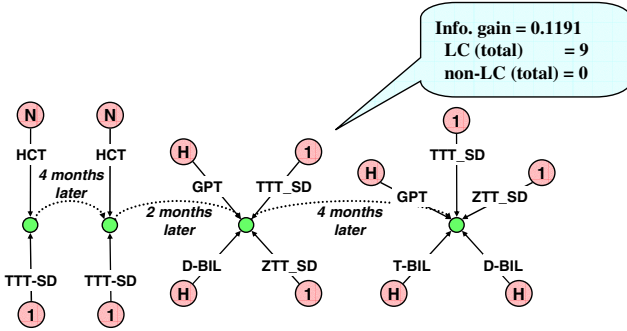 Info. gain = 0.1191
LC (total) = 9
non-LC (total) = 0
N N 1
HCT HCT H 1 TTT_SD 1
4 months later
GPT TTT_SD
H GPT ZTT_SD
2 months later
4 months later
TTT-SD TTT-SD D-BIL ZTT_SD T-BIL D-BIL
1 1 H 1 H H